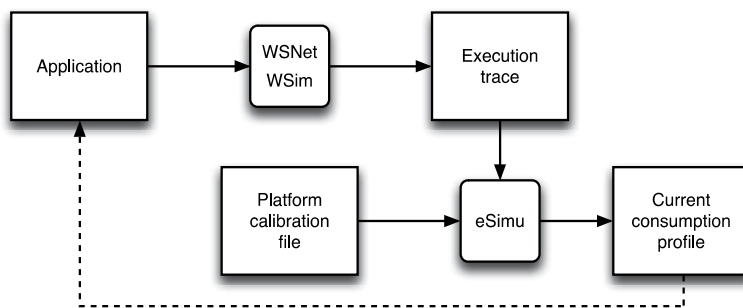 Application
WSNet
WSim
Execution
trace
Platform
calibration
file
eSimu
Current
consumption
profile